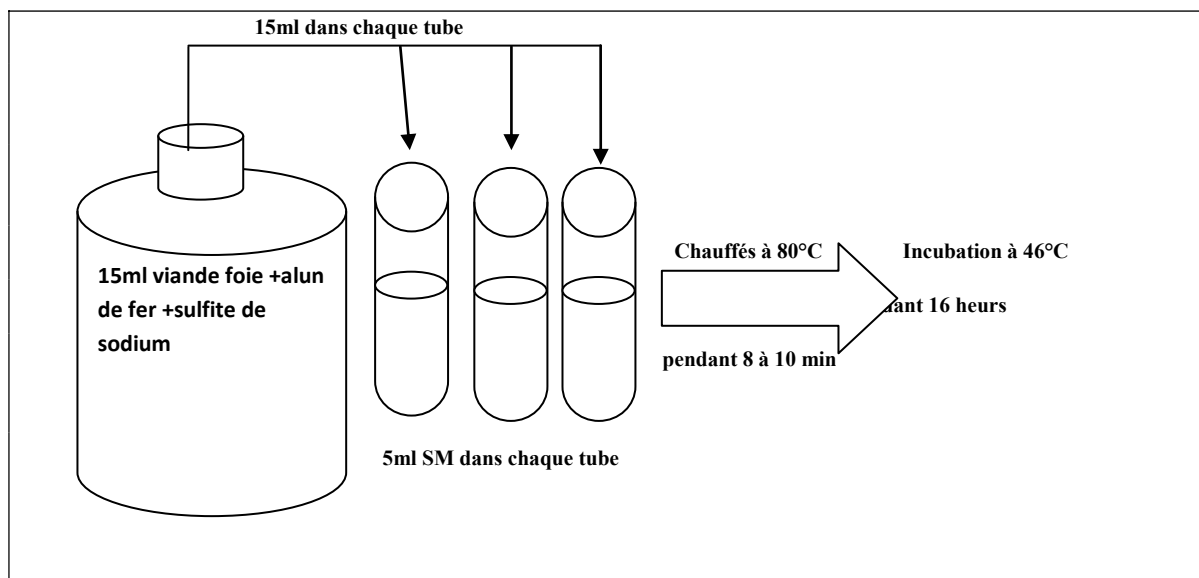 15ml dans chaque tube
15ml viande foie +alun
de fer +sulfite de
sodium
Chauffés à 80°C
Incubation à 46°C
16 heurs
pendant 8 à 10 min
5ml SM dans chaque tube